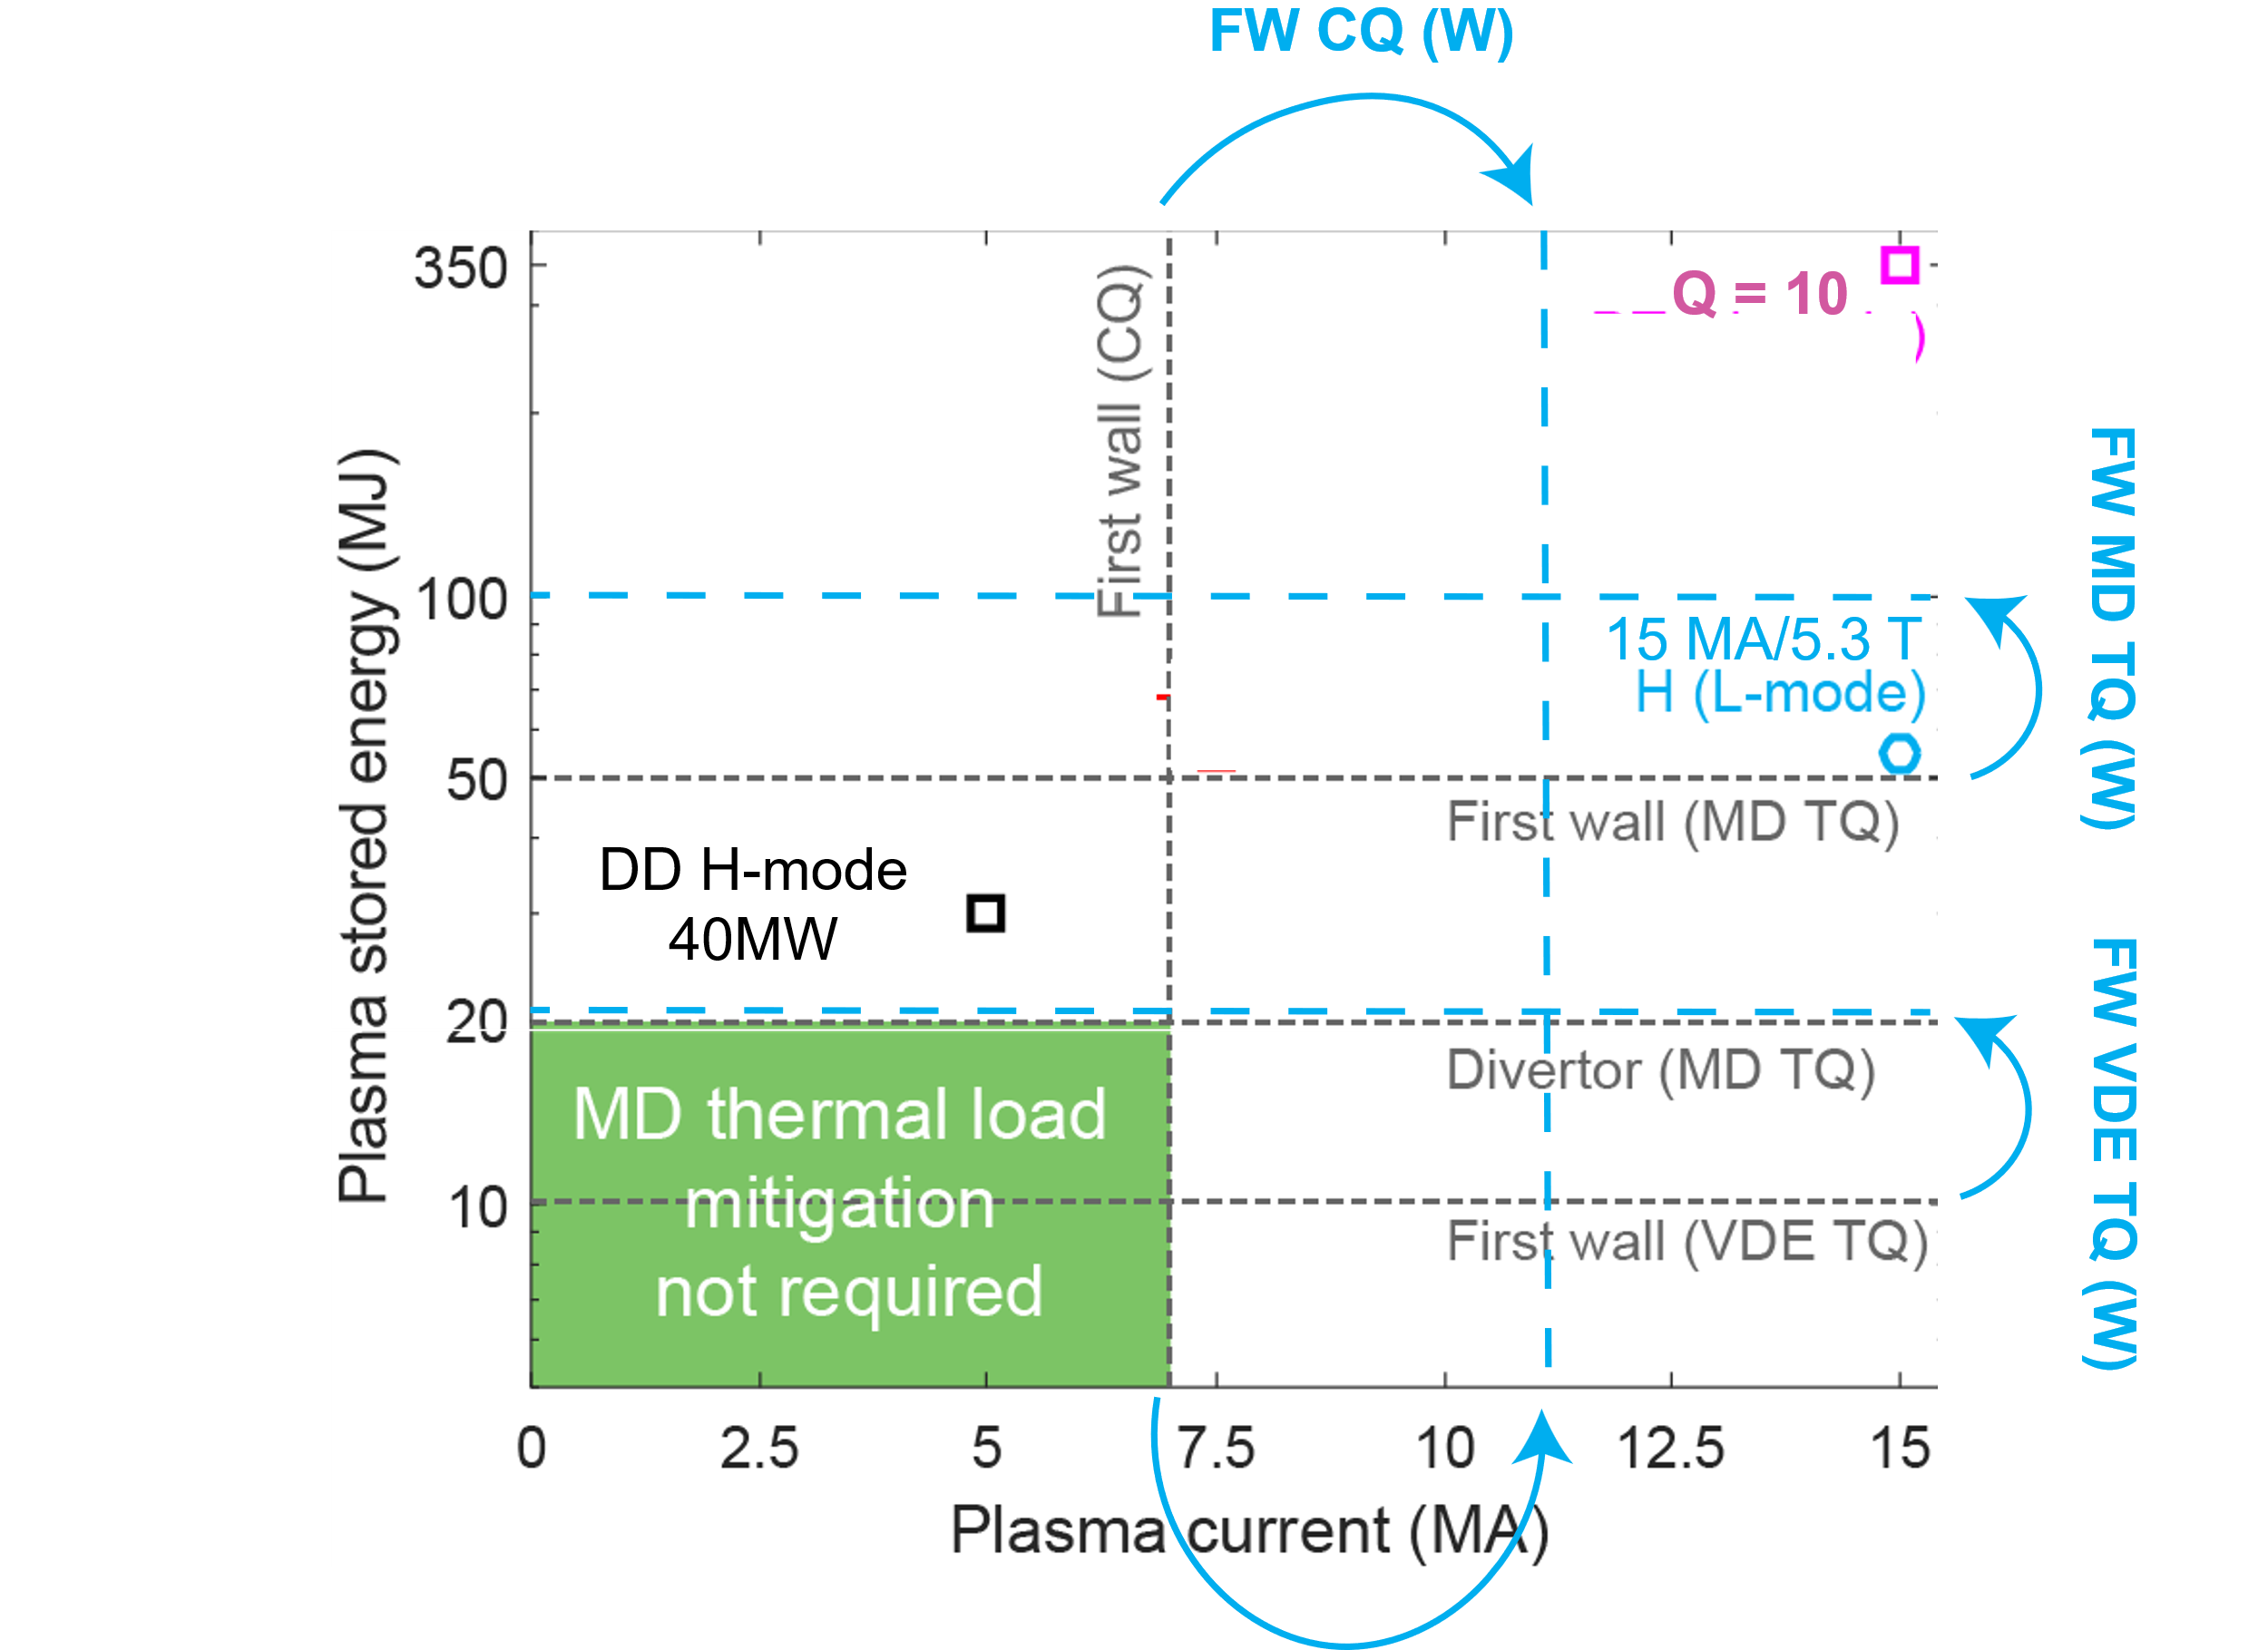 FW CQ (W)
350
100
50
20
10
Plasma stored energy (MJ)
First wall (CQ)
Q = 10
)
15 MA/5.3 T
H (L-mode)
First wall (MD TQ)
DD H-mode
40MW
Divertor (MD TQ)
First wall (VDE TQ)
MD thermal load
mitigation
not required
FW MD TQ (W)
FW VDE TQ (W)
0 2.5 5 7.5 10 12.5 15
Plasma current (MA)